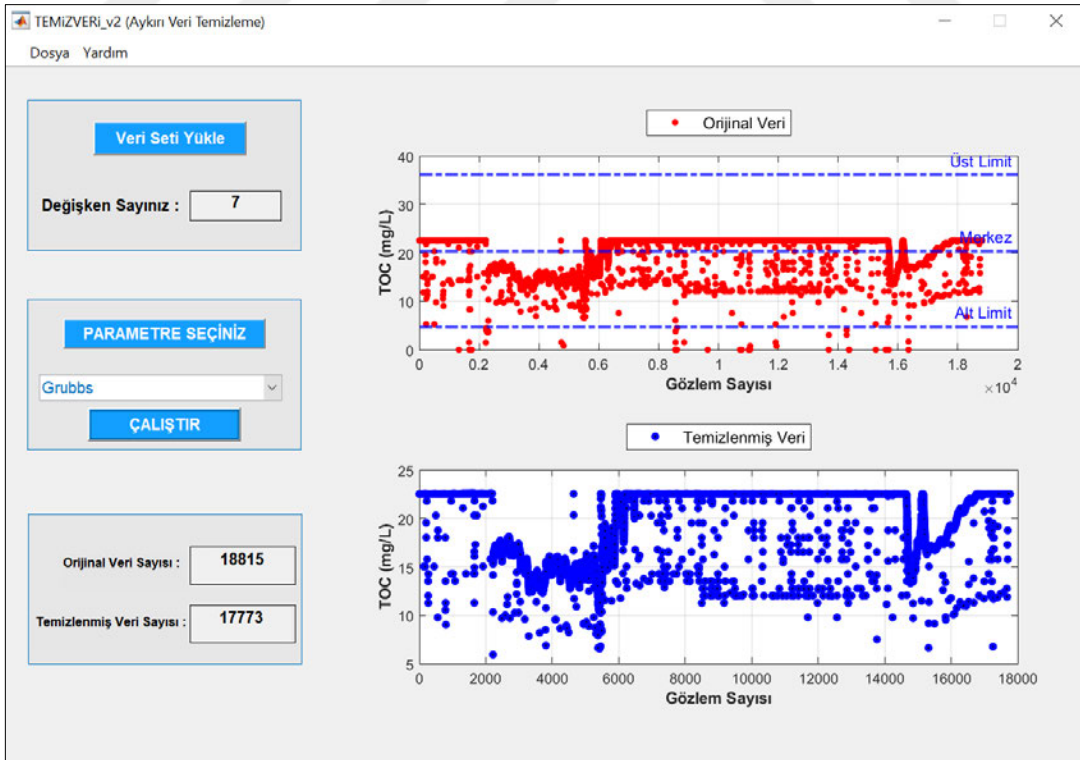 TEMiZVERi_v2 (Aykırı Veri Temizleme)
Dosya Yardım
Veri Seti Yükle
Değişken Sayınız : 7
PARAMETRE SEÇİNİZ
Grubbs
ÇALIŞTIR
Orijinal Veri Sayısı : 18815
Temizlenmiş Veri Sayısı : 17773
Orijinal Veri
40
30
20
10
0
TOC (mg/L)
Üst Limit
Merkez
Alt Limit
0 0.2 0.4 0.6 0.8 1 1.2 1.4 1.6 1.8 2
×10⁴
Gözlem Sayısı
Temizlenmiş Veri
25
20
15
10
5
TOC (mg/L)
0 2000 4000 6000 8000 10000 12000 14000 16000 18000
Gözlem Sayısı